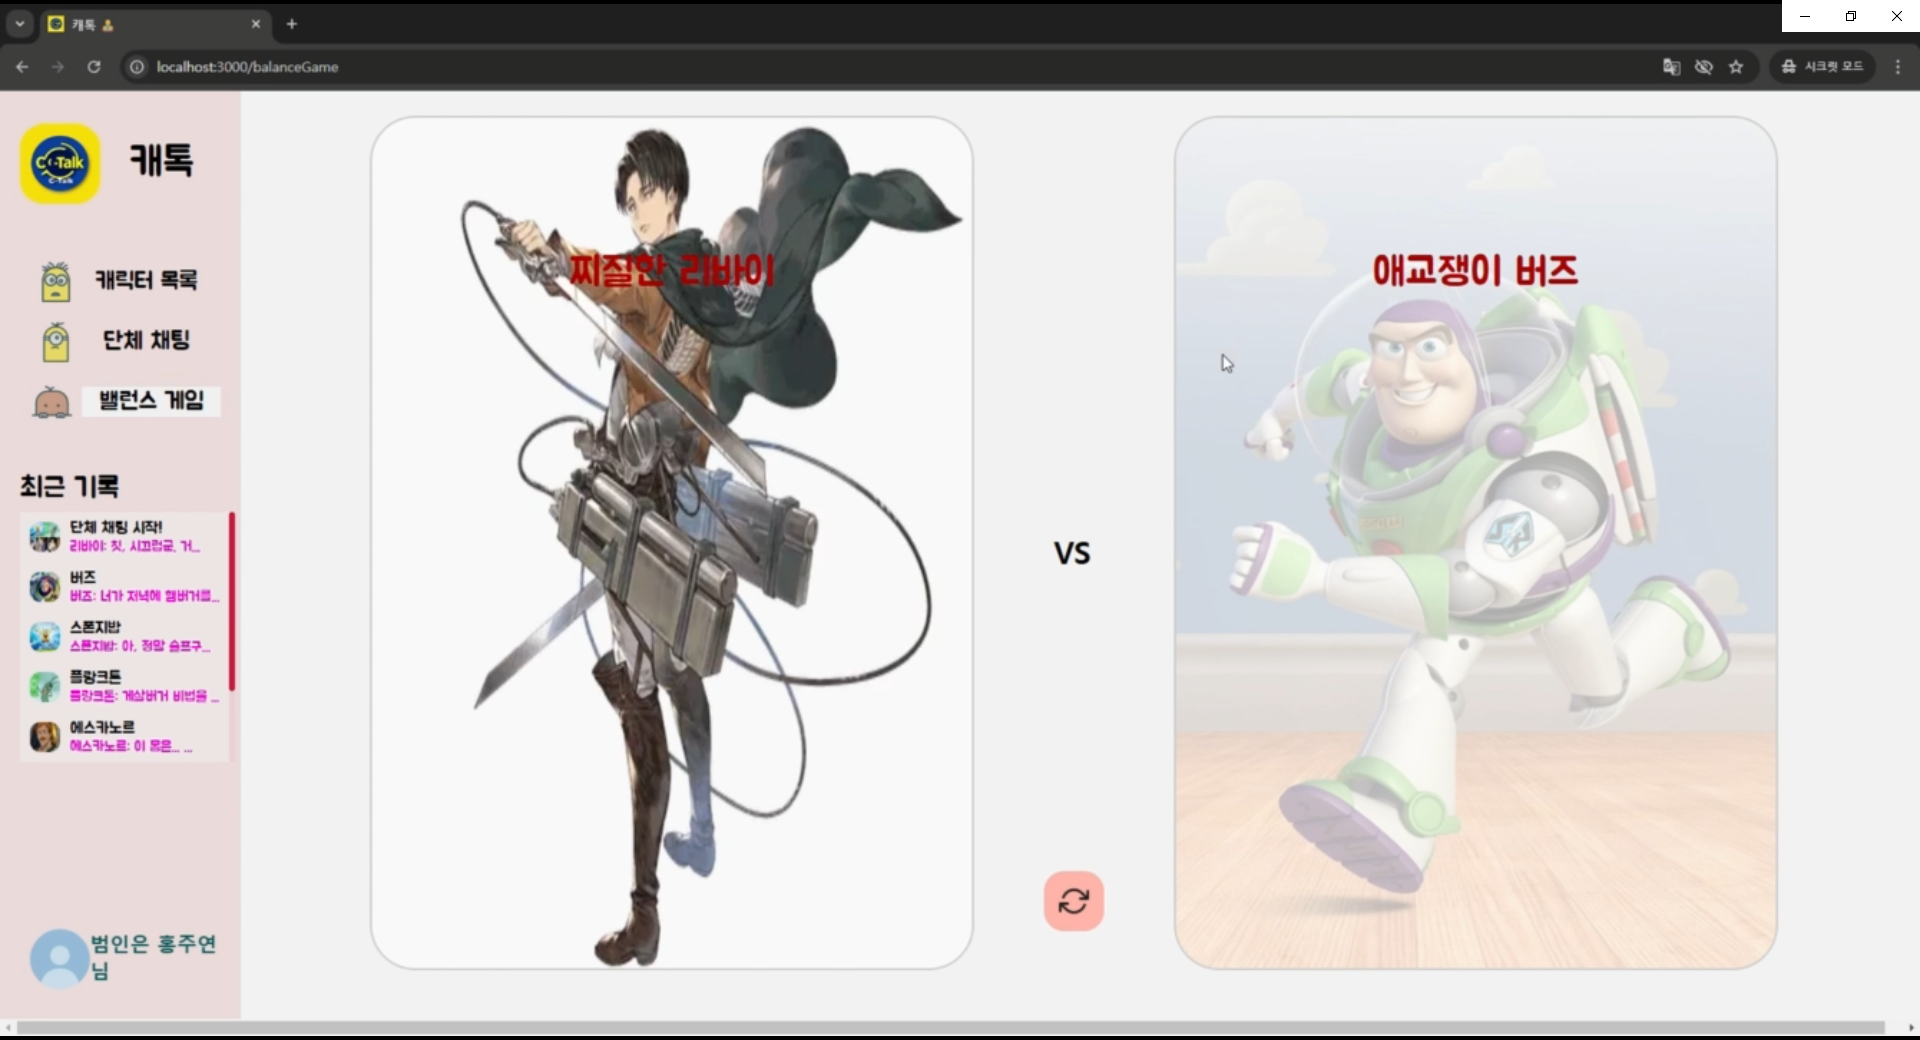 캐톡
localhost:3000/balanceGame
시크릿 모드
C-Talk
캐톡
캐릭터 목록
단체 채팅
밸런스 게임
최근 기록
단체 채팅 시작!
리바이: 칫, 시끄럽군. 거...
버즈
버즈: 너가 저녁에 햄버거를...
스폰지밥
스폰지밥: 아, 정말 슬프구...
플랑크톤
플랑크톤: 게살버거 비법을 ...
에스카노르
에스카노르: 이 몸은... ...
범인은 홍주연
님
찌질한 리바이
VS
애교쟁이 버즈